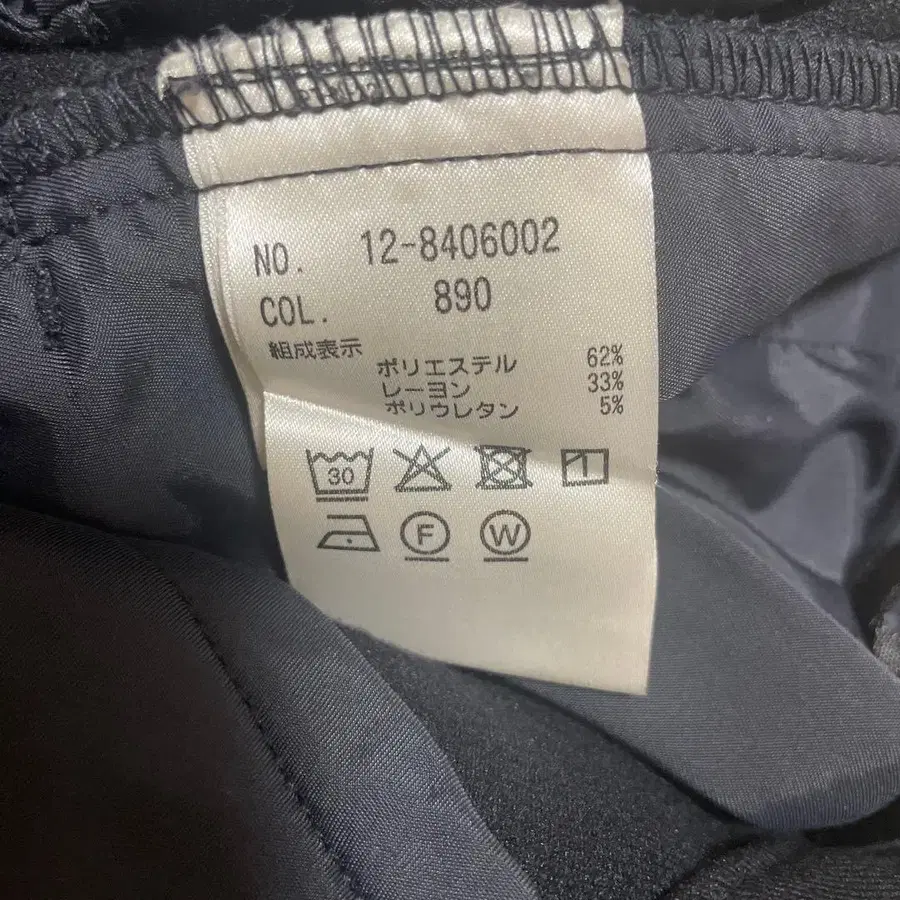 NO. 12-8406002
COL. 890
組成表示
ポリエステル 62%
レーヨン 33%
ポリウレタン 5%
30
1
F W